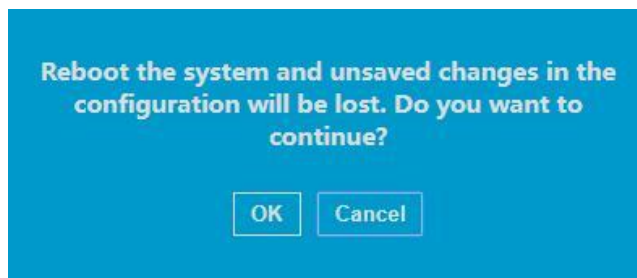 Reboot the system and unsaved changes in the
configuration will be lost. Do you want to
continue?
OK Cancel